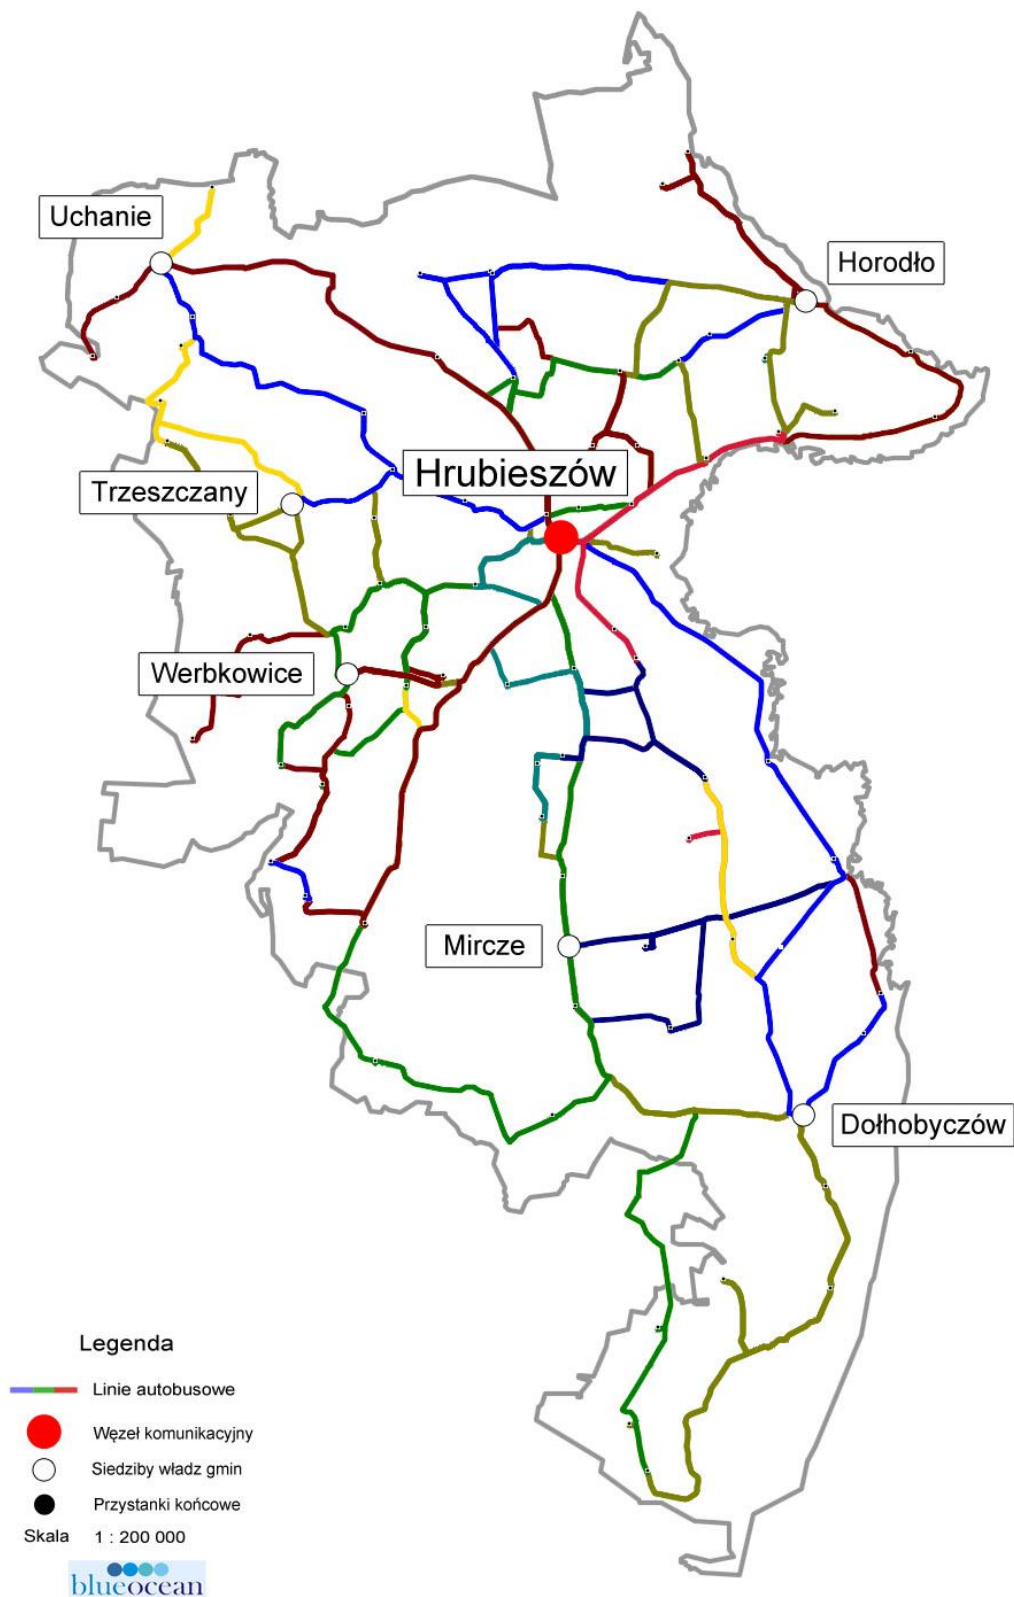 Uchanie
Horodło
Hrubieszów
Trzeszczany
Werbkowice
Mircze
Dołhobyczów
Legenda
Linie autobusowe
Węzeł komunikacyjny
Siedziby władz gmin
Przystanki końcowe
Skala 1 : 200 000
blueocean